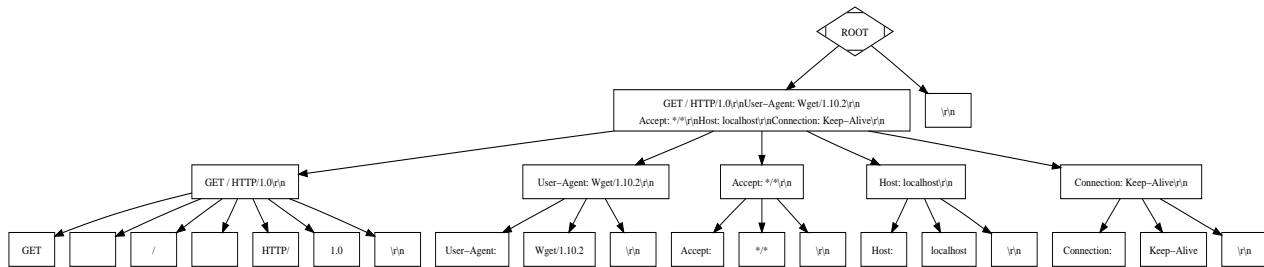 ROOT
GET / HTTP/1.0\r\nUser−Agent: Wget/1.10.2\r\n
Accept: */*\r\nHost: localhost\r\nConnection: Keep−Alive\r\n
\r\n
GET / HTTP/1.0\r\n
User−Agent: Wget/1.10.2\r\n
Accept: */*\r\n
Host: localhost\r\n
Connection: Keep−Alive\r\n
GET
/
HTTP/
1.0
\r\n
User−Agent:
Wget/1.10.2
\r\n
Accept:
*/*
\r\n
Host:
localhost
\r\n
Connection:
Keep−Alive
\r\n